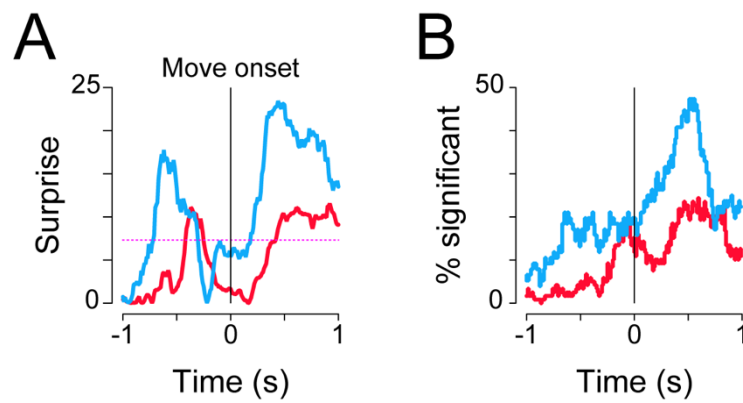 A
Move onset
25
Surprise
0
-1
0
1
Time (s)
B
50
% significant
0
-1
0
1
Time (s)